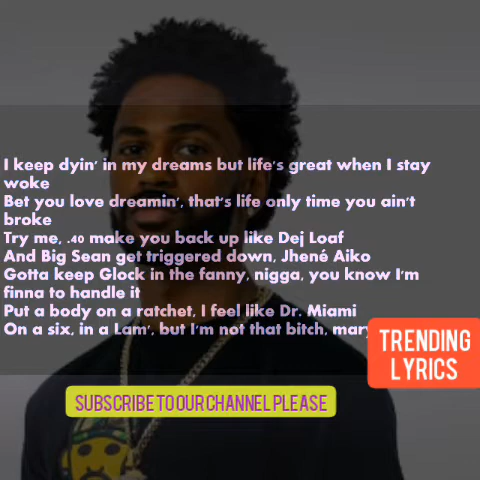 I keep dyin' in my dreams but life's great when I stay
woke
Bet you love dreamin', that's life only time you ain't
broke
Try me, .40 make you back up like Dej Loaf
And Big Sean get triggered down, Jhené Aiko
Gotta keep Glock in the fanny, nigga, you know I'm
finna to handle it
Put a body on a ratchet, I feel like Dr. Miami
On a six, in a Lam', but I'm not that bitch, mary
TRENDING
LYRICS
SUBSCRIBE TO OUR CHANNEL PLEASE